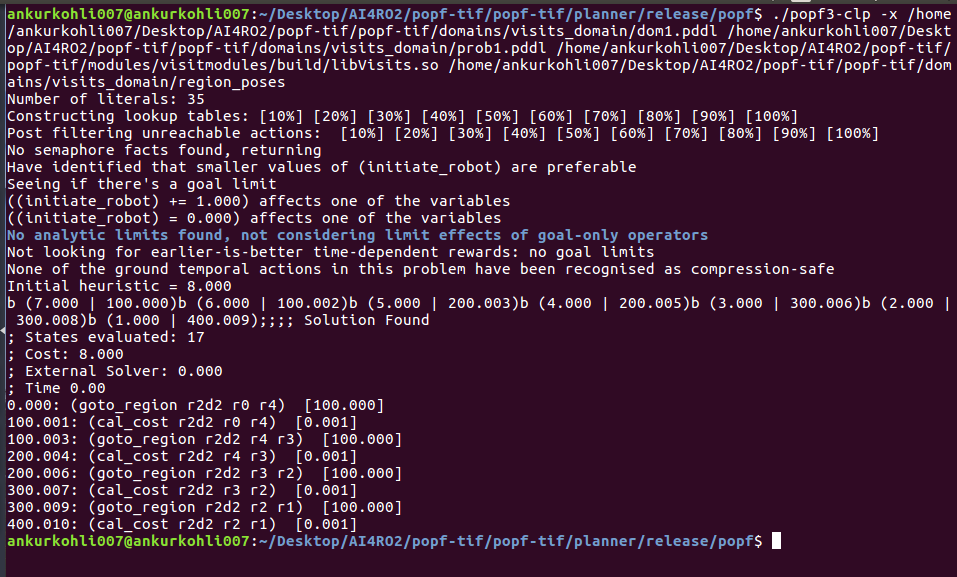 ankurkohli007@ankurkohli007:~/Desktop/AI4RO2/popf-tif/popf-tif/planner/release/popf$ ./popf3-clp -x /home
/ankurkohli007/Desktop/AI4RO2/popf-tif/popf-tif/domains/visits_domain/dom1.pddl /home/ankurkohli007/Deskt
op/AI4RO2/popf-tif/popf-tif/domains/visits_domain/prob1.pddl /home/ankurkohli007/Desktop/AI4RO2/popf-tif/
popf-tif/modules/visitmodules/build/libVisits.so /home/ankurkohli007/Desktop/AI4RO2/popf-tif/popf-tif/dom
ains/visits_domain/region_poses
Number of literals: 35
Constructing lookup tables: [10%] [20%] [30%] [40%] [50%] [60%] [70%] [80%] [90%] [100%]
Post filtering unreachable actions:  [10%] [20%] [30%] [40%] [50%] [60%] [70%] [80%] [90%] [100%]
No semaphore facts found, returning
Have identified that smaller values of (initiate_robot) are preferable
Seeing if there's a goal limit
((initiate_robot) += 1.000) affects one of the variables
((initiate_robot) = 0.000) affects one of the variables
No analytic limits found, not considering limit effects of goal-only operators
Not looking for earlier-is-better time-dependent rewards: no goal limits
None of the ground temporal actions in this problem have been recognised as compression-safe
Initial heuristic = 8.000
b (7.000 | 100.000)b (6.000 | 100.002)b (5.000 | 200.003)b (4.000 | 200.005)b (3.000 | 300.006)b (2.000 |
 300.008)b (1.000 | 400.009);;;; Solution Found
; States evaluated: 17
; Cost: 8.000
; External Solver: 0.000
; Time 0.00
0.000: (goto_region r2d2 r0 r4)  [100.000]
100.001: (cal_cost r2d2 r0 r4)  [0.001]
100.003: (goto_region r2d2 r4 r3)  [100.000]
200.004: (cal_cost r2d2 r4 r3)  [0.001]
200.006: (goto_region r2d2 r3 r2)  [100.000]
300.007: (cal_cost r2d2 r3 r2)  [0.001]
300.009: (goto_region r2d2 r2 r1)  [100.000]
400.010: (cal_cost r2d2 r2 r1)  [0.001]
ankurkohli007@ankurkohli007:~/Desktop/AI4RO2/popf-tif/popf-tif/planner/release/popf$